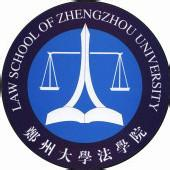 LAW SCHOOL OF ZHENGZHOU UNIVERSITY
鄭州大學法學院